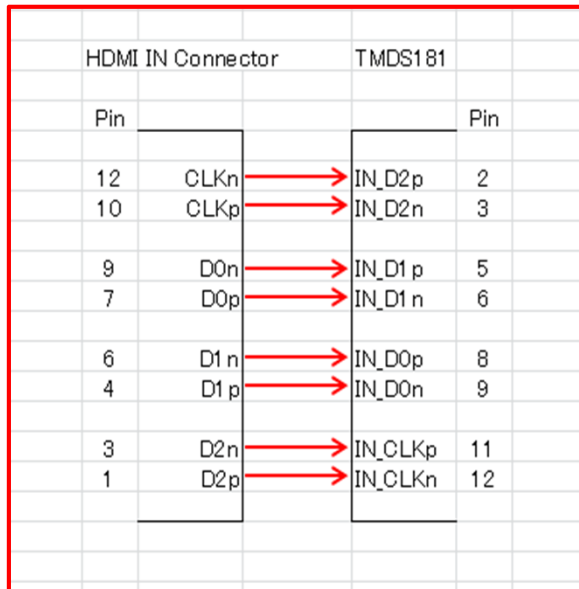 HDMI IN Connector TMDS181
Pin Pin
12 CLKn IN_D2p 2
10 CLKp IN_D2n 3
9 D0n IN_D1p 5
7 D0p IN_D1n 6
6 D1n IN_D0p 8
4 D1p IN_D0n 9
3 D2n IN_CLKp 11
1 D2p IN_CLKn 12